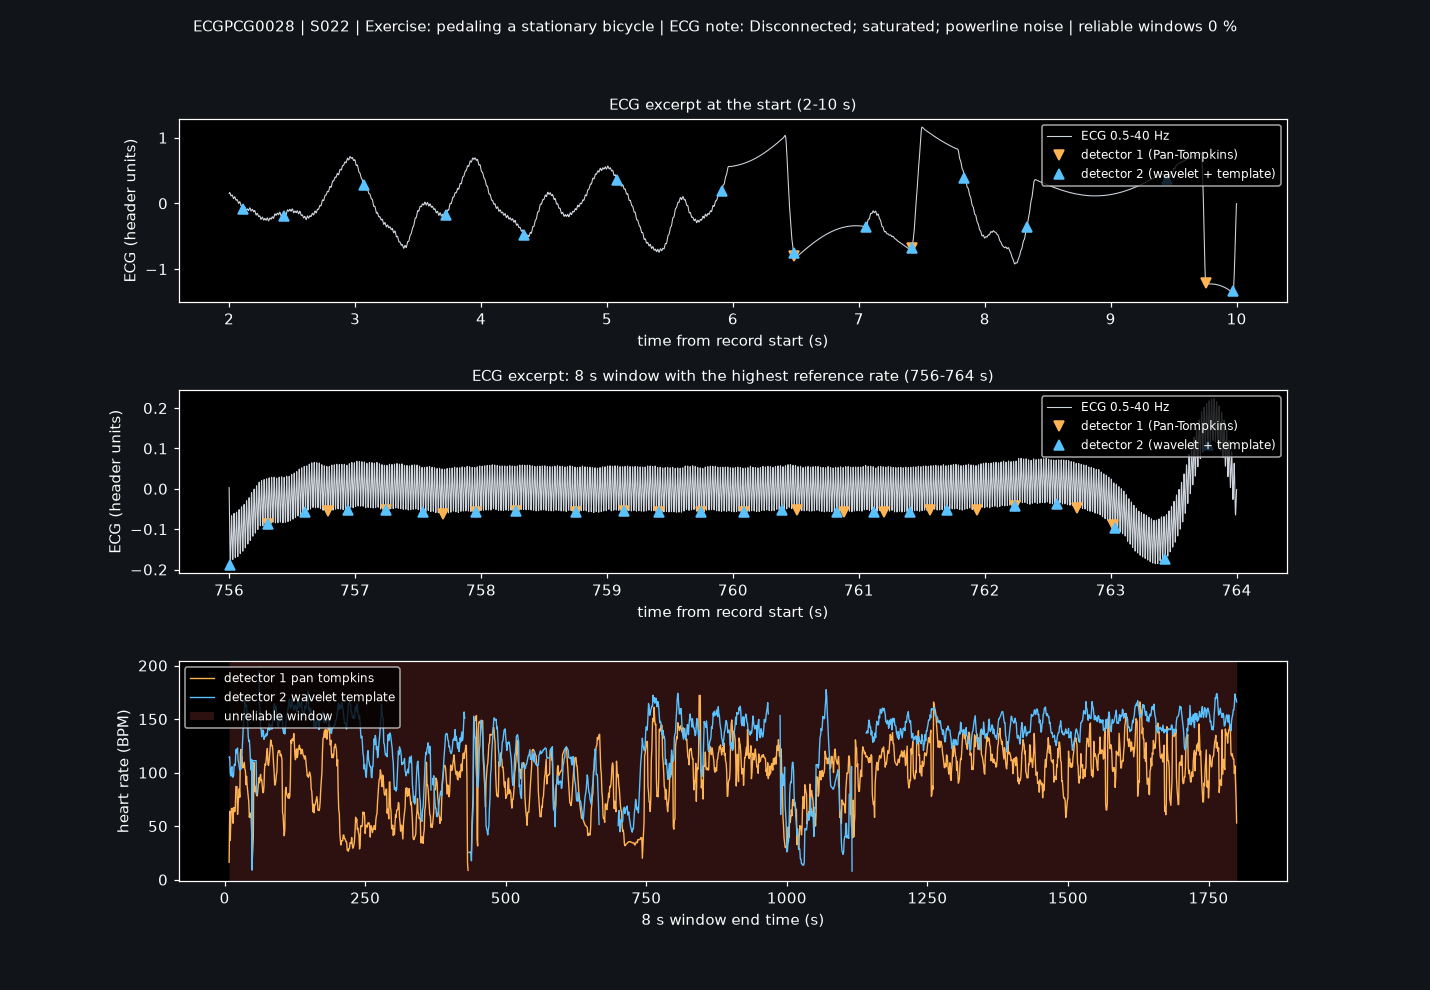 ECGPCG0028 | S022 | Exercise: pedaling a stationary bicycle | ECG note: Disconnected; saturated; powerline noise | reliable windows 0 %
ECG excerpt at the start (2-10 s)
ECG (header units)
1
0
−1
ECG 0.5-40 Hz
detector 1 (Pan-Tompkins)
detector 2 (wavelet + template)
2 3 4 5 6 7 8 9 10
time from record start (s)
ECG excerpt: 8 s window with the highest reference rate (756-764 s)
ECG (header units)
0.2
0.1
0.0
−0.1
−0.2
ECG 0.5-40 Hz
detector 1 (Pan-Tompkins)
detector 2 (wavelet + template)
756 757 758 759 760 761 762 763 764
time from record start (s)
heart rate (BPM)
200
150
100
50
0
detector 1 pan tompkins
detector 2 wavelet template
unreliable window
0 250 500 750 1000 1250 1500 1750
8 s window end time (s)